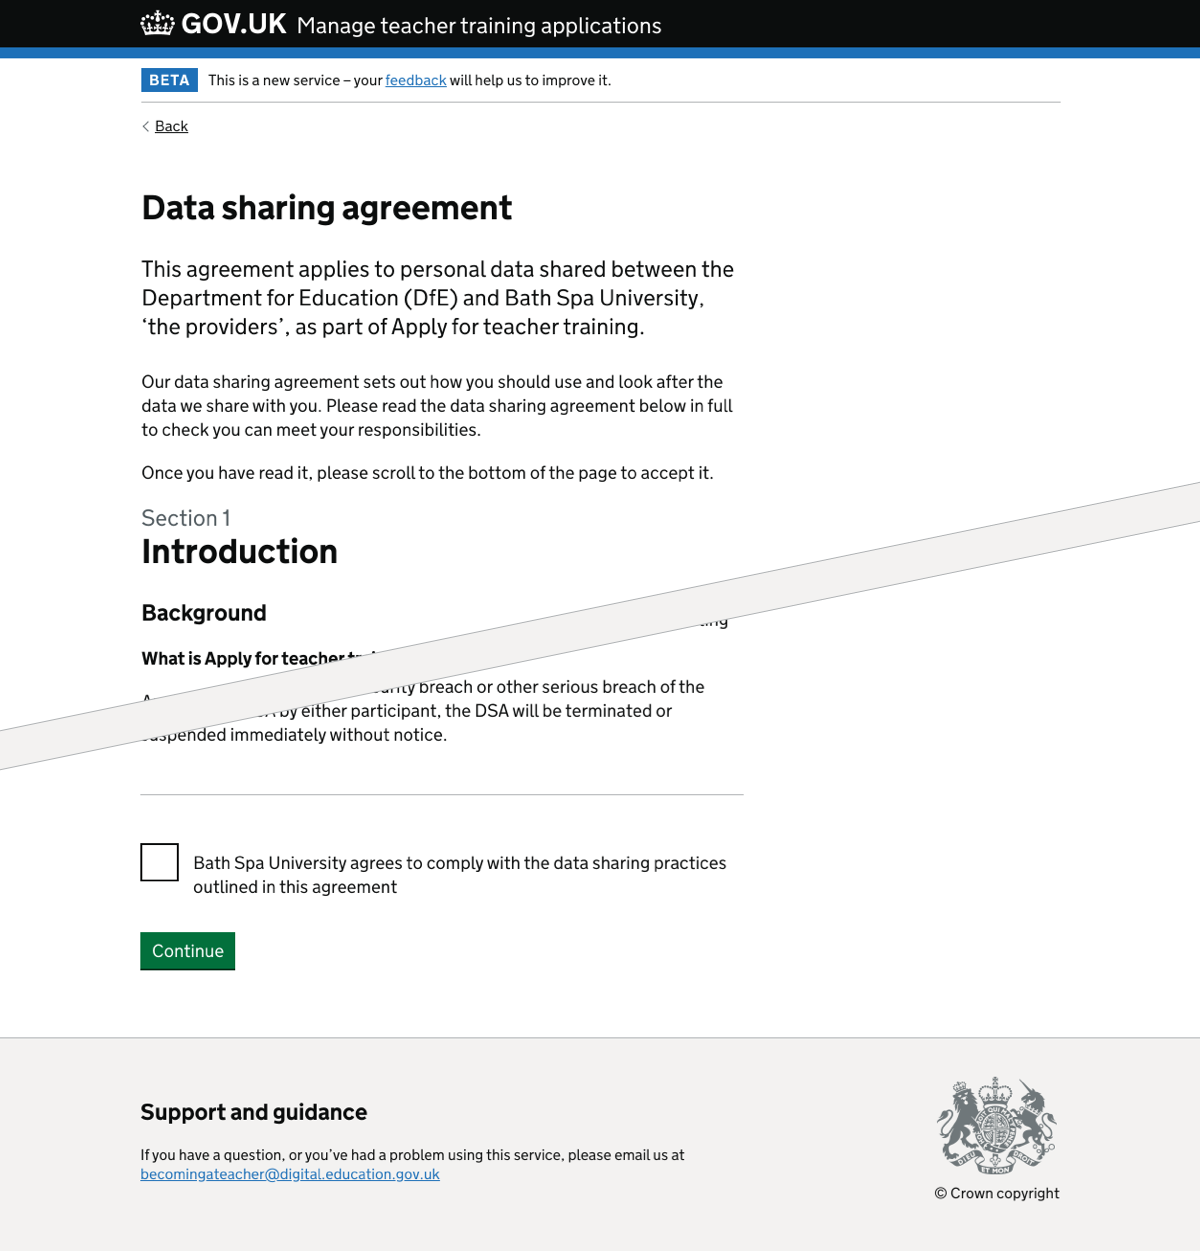 GOV.UK Manage teacher training applications
BETA This is a new service – your feedback will help us to improve it.
Back
Data sharing agreement
This agreement applies to personal data shared between the
Department for Education (DfE) and Bath Spa University,
‘the providers’, as part of Apply for teacher training.
Our data sharing agreement sets out how you should use and look after the
data we share with you. Please read the data sharing agreement below in full
to check you can meet your responsibilities.
Once you have read it, please scroll to the bottom of the page to accept it.
Section 1
Introduction
Background
What is Apply for teacher
breach or other serious breach of the
by either participant, the DSA will be terminated or
suspended immediately without notice.
Bath Spa University agrees to comply with the data sharing practices
outlined in this agreement
Continue
Support and guidance
If you have a question, or you’ve had a problem using this service, please email us at
becomingateacher@digital.education.gov.uk
DIEU ET MON DROIT
© Crown copyright